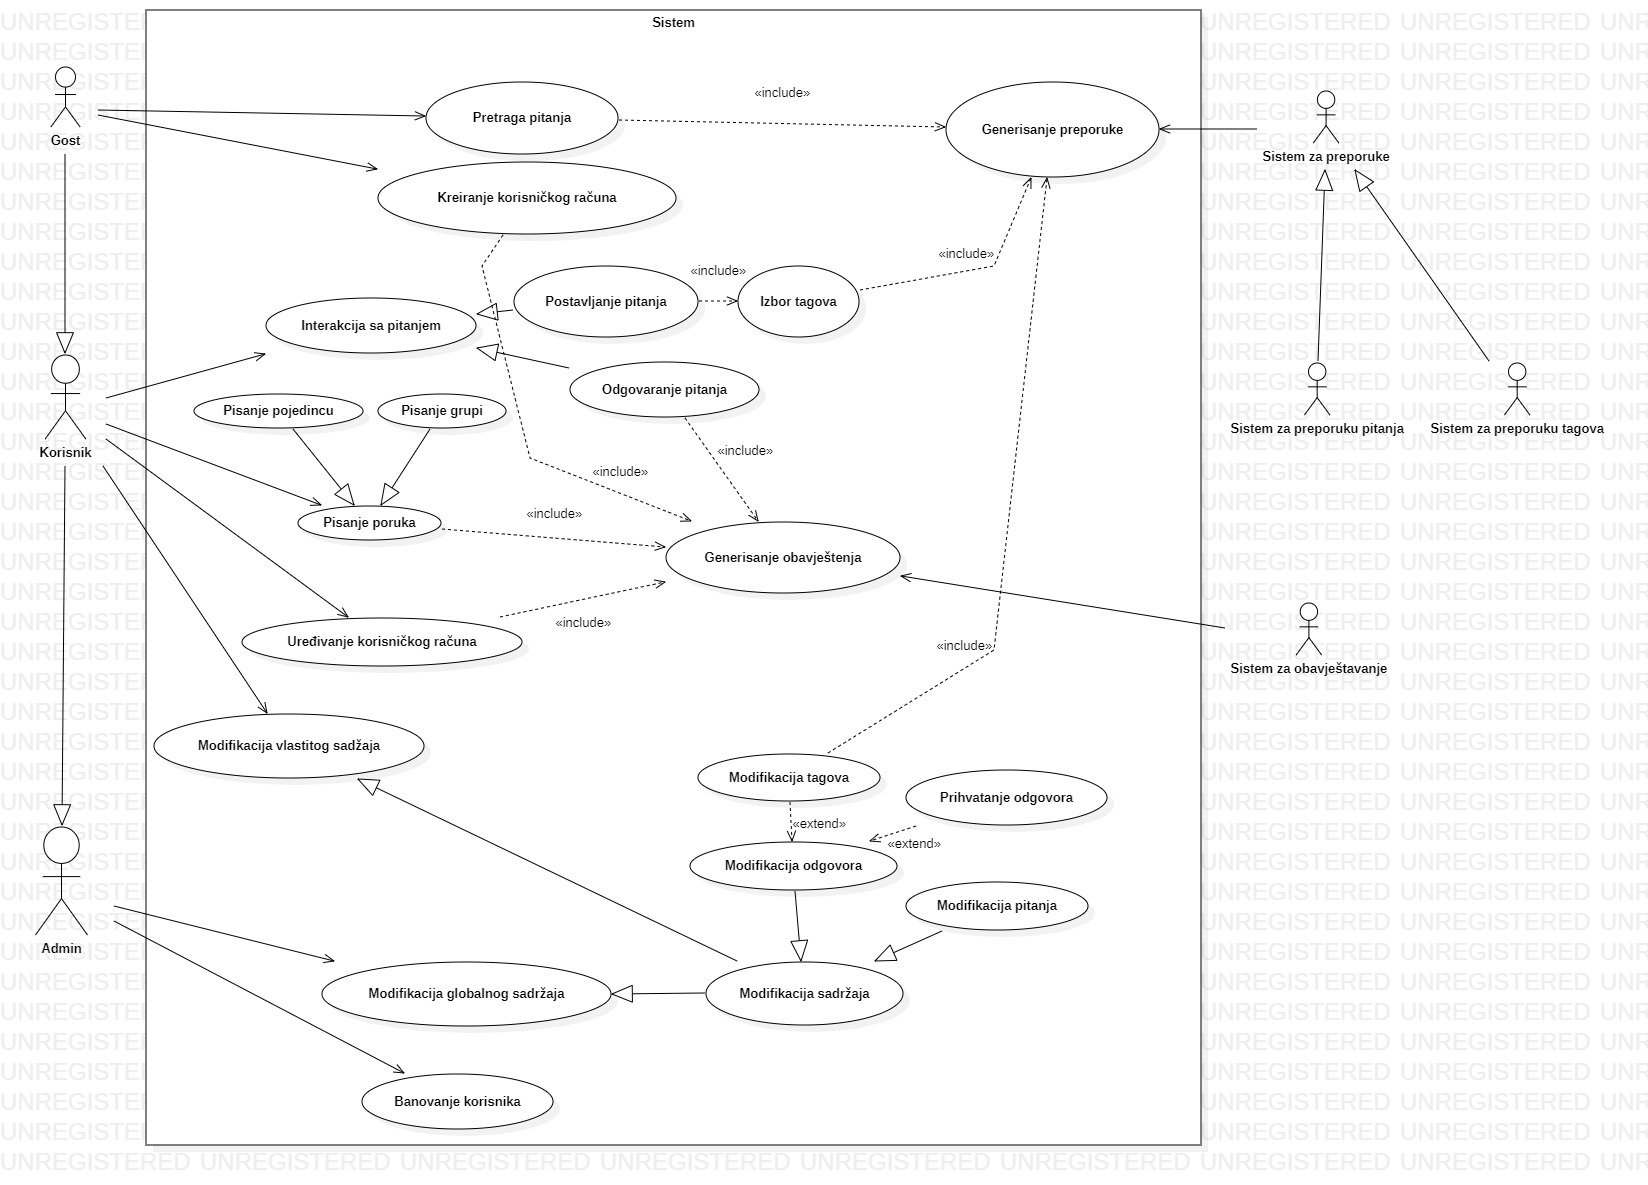 Sistem
Gost
Pretraga pitanja
«include»
Generisanje preporuke
Sistem za preporuke
Kreiranje korisničkog računa
«include»
Postavljanje pitanja
«include»
Izbor tagova
Interakcija sa pitanjem
Odgovaranje pitanja
Pisanje pojedincu
Pisanje grupi
Sistem za preporuku pitanja
Sistem za preporuku tagova
Korisnik
«include»
«include»
«include»
Pisanje poruka
Generisanje obavještenja
«include»
Uređivanje korisničkog računa
«include»
Sistem za obavještavanje
Modifikacija vlastitog sadžaja
Modifikacija tagova
Prihvatanje odgovora
«extend»
«extend»
Modifikacija odgovora
Modifikacija pitanja
Admin
Modifikacija globalnog sadržaja
Modifikacija sadržaja
Banovanje korisnika
UNREGISTERED UNREGISTERED UNREGISTERED UNREGISTERED UNREGISTERED UNREGISTERED UNREGISTERED UNREGISTERED